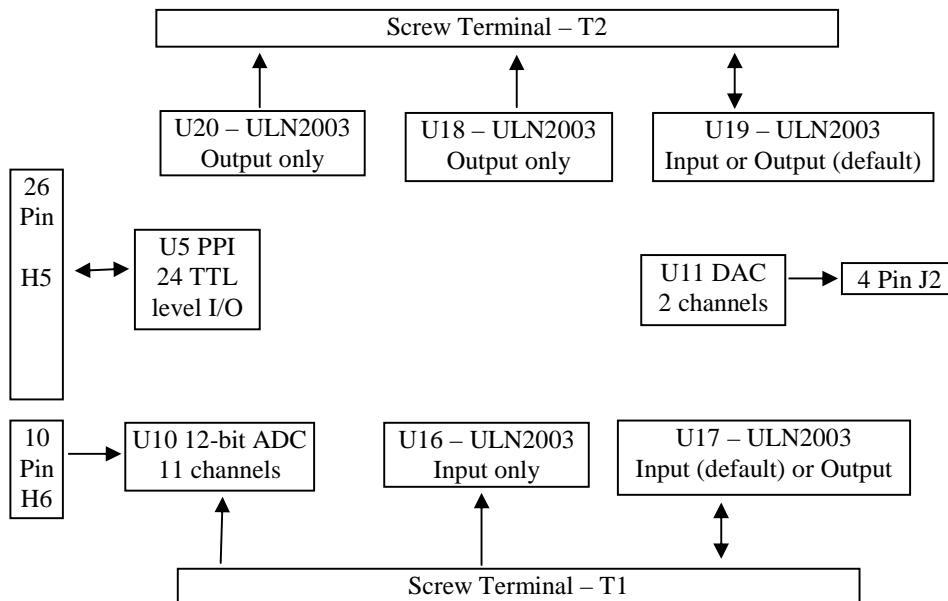 Screw Terminal – T2
U20 – ULN2003
Output only
U18 – ULN2003
Output only
U19 – ULN2003
Input or Output (default)
26
Pin
H5
U5 PPI
24 TTL
level I/O
U11 DAC
2 channels
4 Pin J2
10
Pin
H6
U10 12-bit ADC
11 channels
U16 – ULN2003
Input only
U17 – ULN2003
Input (default) or Output
Screw Terminal – T1